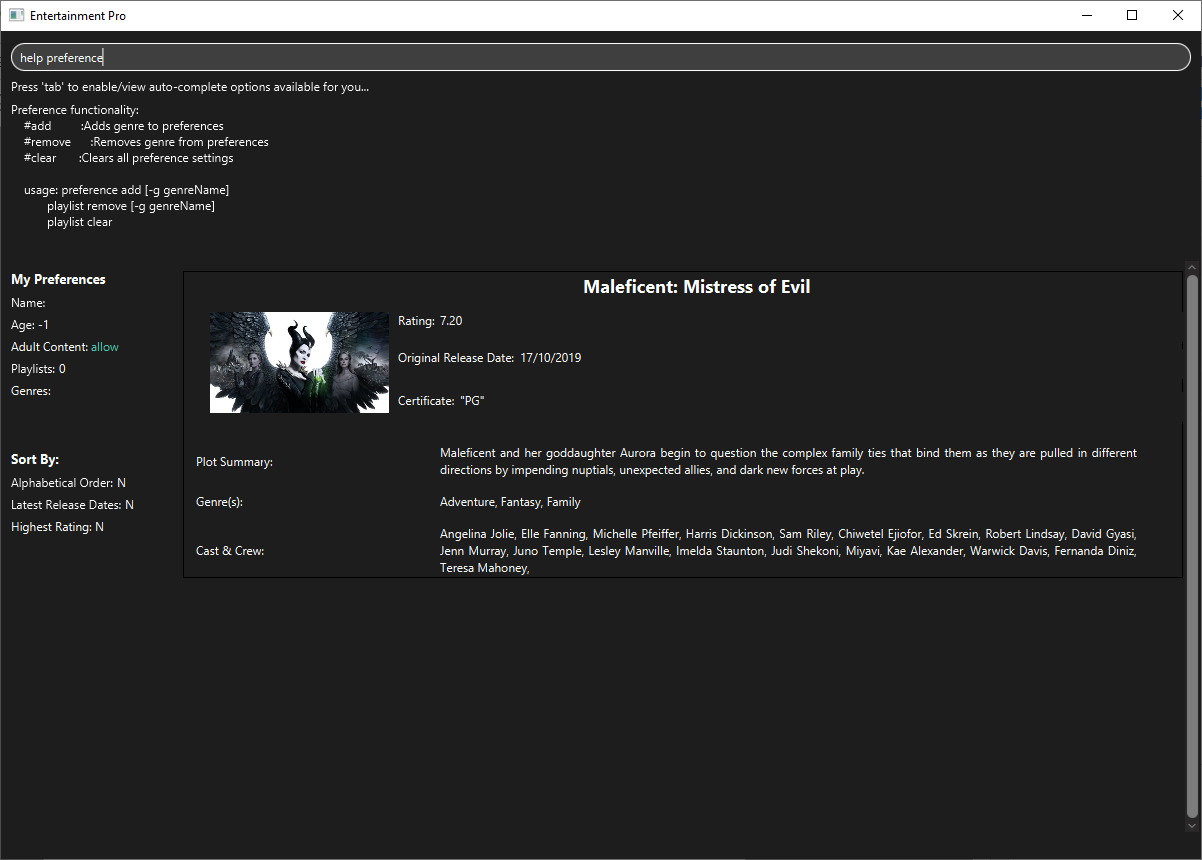 Entertainment Pro
help preference
Press 'tab' to enable/view auto-complete options available for you...
Preference functionality:
#add :Adds genre to preferences
#remove :Removes genre from preferences
#clear :Clears all preference settings
usage: preference add [-g genreName]
playlist remove [-g genreName]
playlist clear
My Preferences
Name:
Age: -1
Adult Content: allow
Playlists: 0
Genres:
Sort By:
Alphabetical Order: N
Latest Release Dates: N
Highest Rating: N
Maleficent: Mistress of Evil
Rating: 7.20
Original Release Date: 17/10/2019
Certificate: "PG"
Plot Summary:
Maleficent and her goddaughter Aurora begin to question the complex family ties that bind them as they are pulled in different
directions by impending nuptials, unexpected allies, and dark new forces at play.
Genre(s):
Adventure, Fantasy, Family
Cast & Crew:
Angelina Jolie, Elle Fanning, Michelle Pfeiffer, Harris Dickinson, Sam Riley, Chiwetel Ejiofor, Ed Skrein, Robert Lindsay, David Gyasi,
Jenn Murray, Juno Temple, Lesley Manville, Imelda Staunton, Judi Shekoni, Miyavi, Kae Alexander, Warwick Davis, Fernanda Diniz,
Teresa Mahoney,